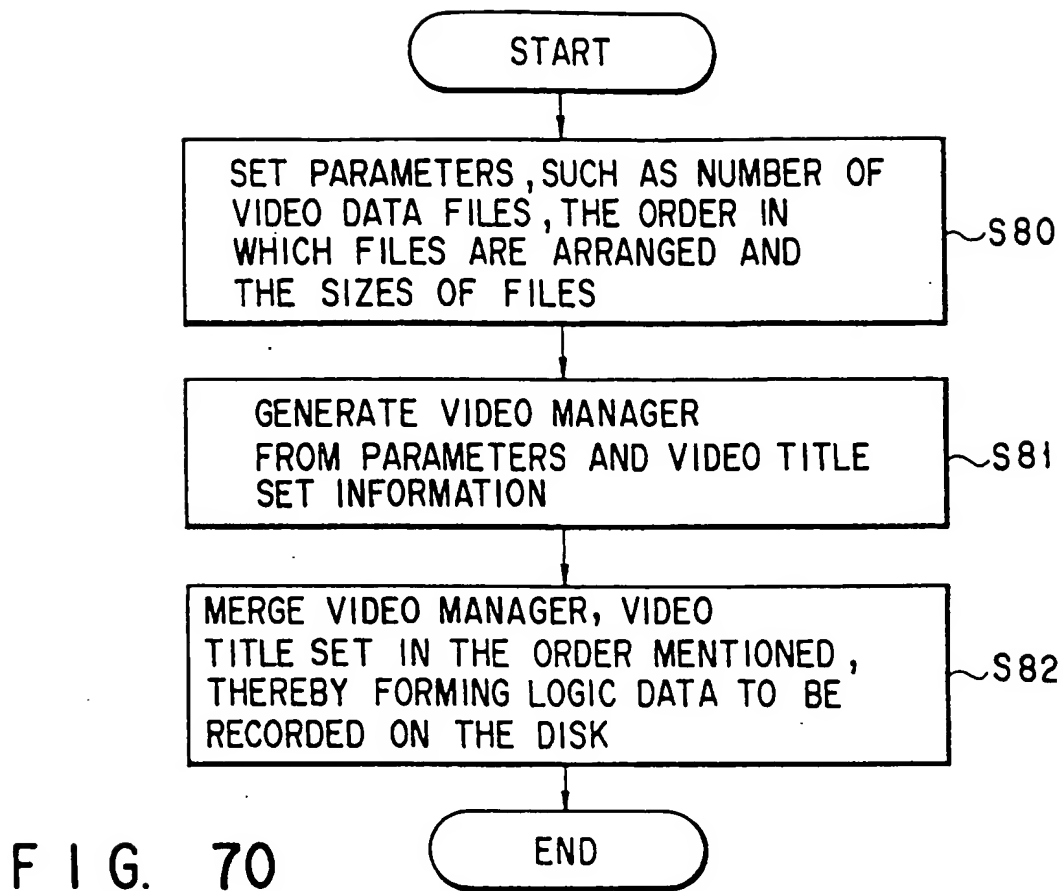 START
SET PARAMETERS, SUCH AS NUMBER OF
VIDEO DATA FILES, THE ORDER IN
WHICH FILES ARE ARRANGED AND
THE SIZES OF FILES
S80
GENERATE VIDEO MANAGER
FROM PARAMETERS AND VIDEO TITLE
SET INFORMATION
S81
MERGE VIDEO MANAGER, VIDEO
TITLE SET IN THE ORDER MENTIONED,
THEREBY FORMING LOGIC DATA TO BE
RECORDED ON THE DISK
S82
END
FIG. 70